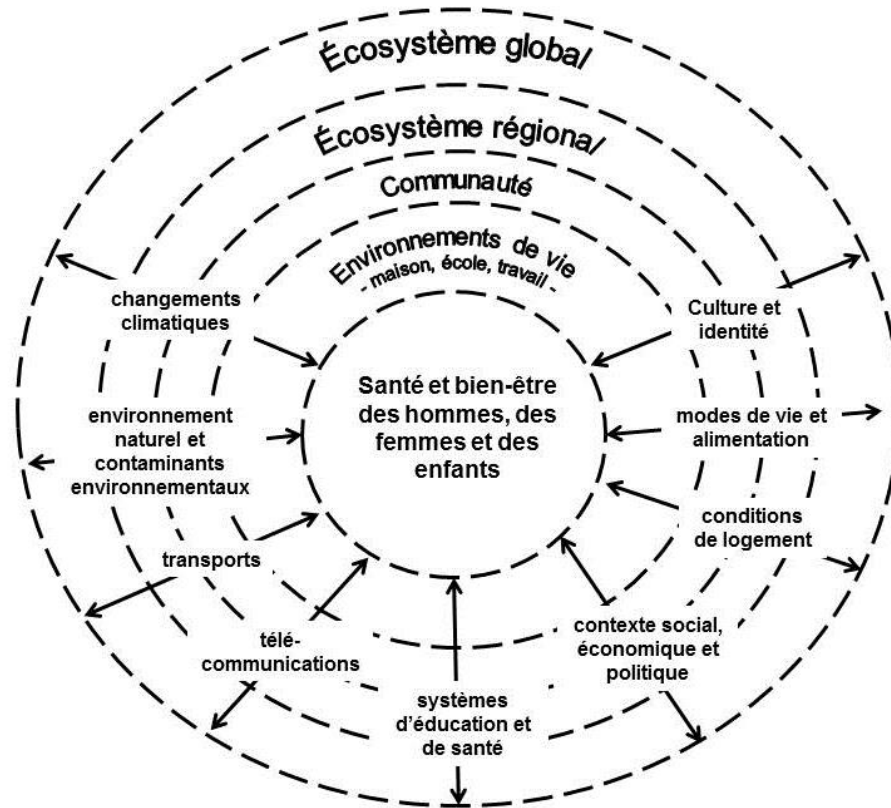 Écosystème global
Écosystème régional
Communauté
Environnements de vie
- maison, école, travail -
changements
climatiques
Culture et
identité
Santé et bien-être
des hommes, des
femmes et des
enfants
environnement
naturel et
contaminants
environnementaux
modes de vie et
alimentation
conditions
de logement
transports
télé-
communications
contexte social,
économique et
politique
systèmes
d'éducation et
de santé